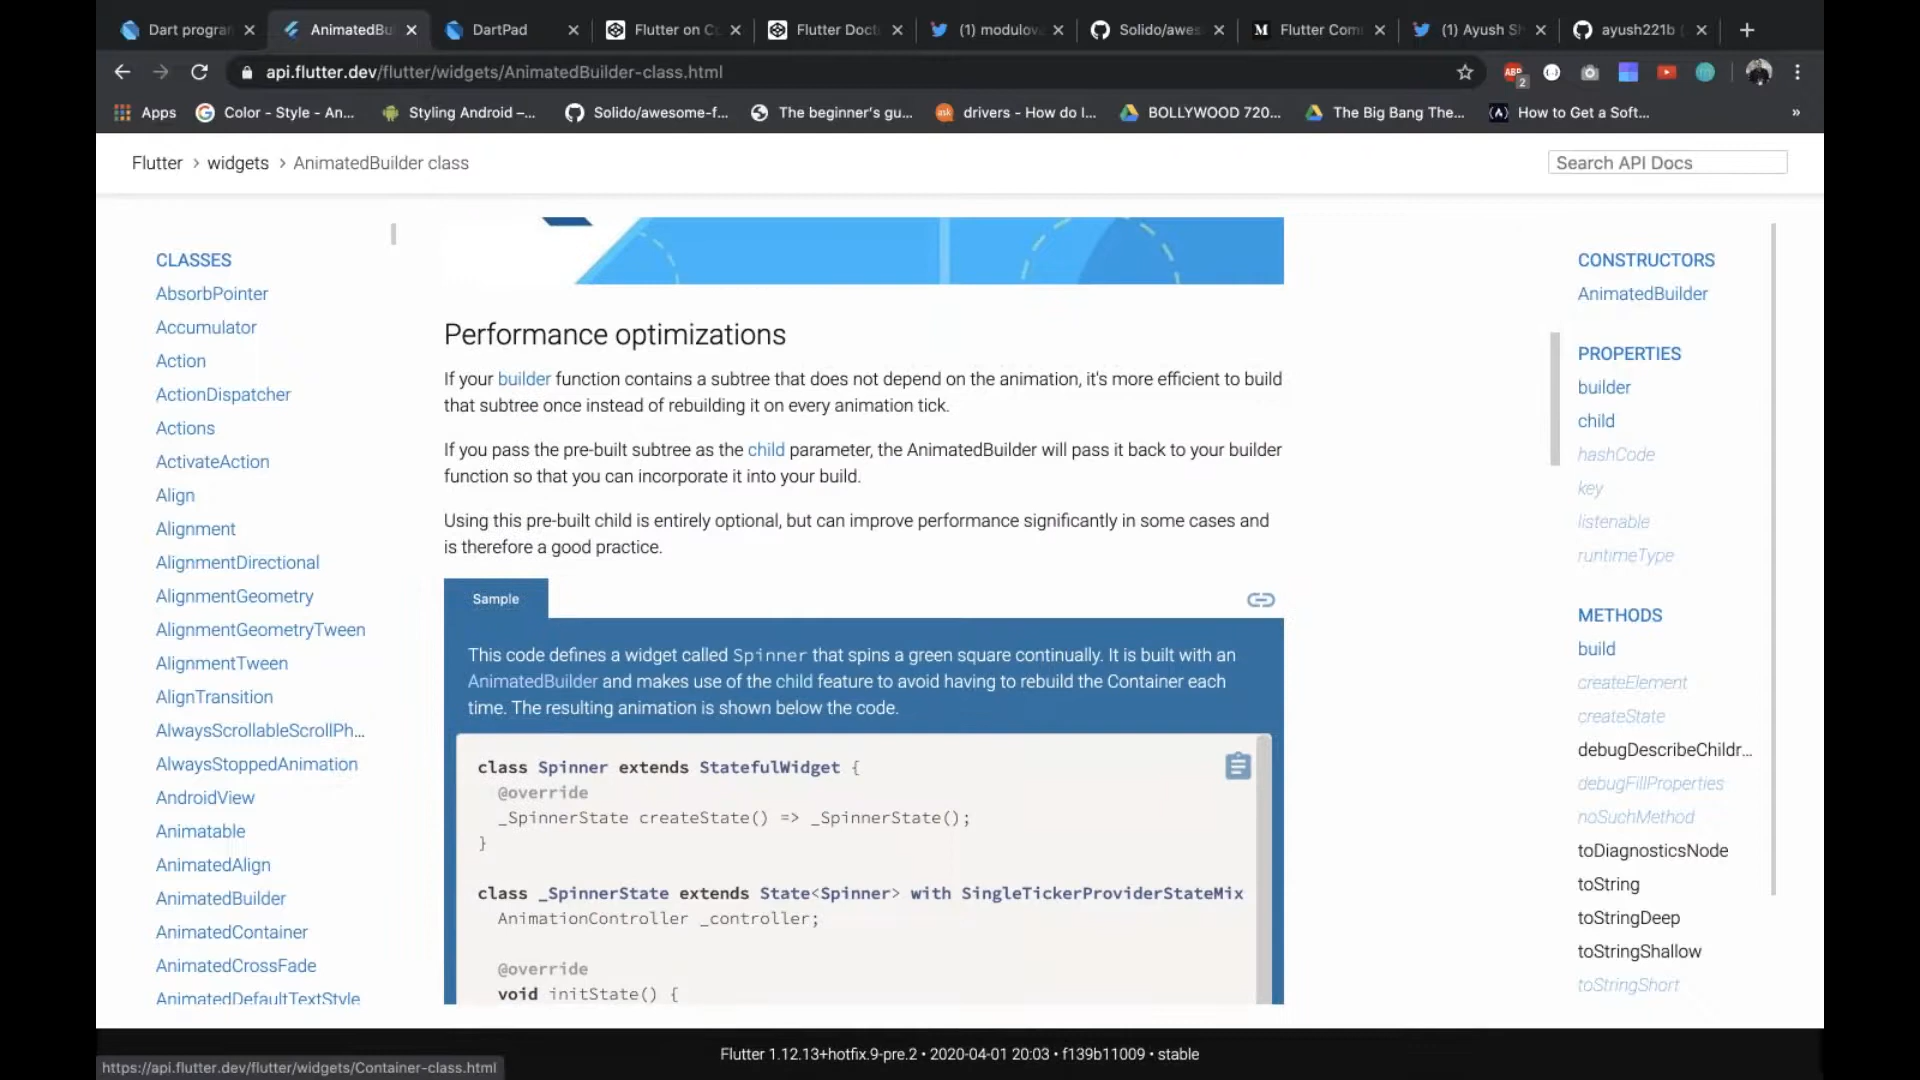 Dart progran
AnimatedBu
DartPad
Flutter on C
Flutter Doct
(1) modulov
Solido/awes
Flutter Com
(1) Ayush S
ayush221b
api.flutter.dev/flutter/widgets/AnimatedBuilder-class.html
ABP
2
Apps
Color - Style - An...
Styling Android –...
Solido/awesome-f...
The beginner's gu...
ask
drivers - How do I...
BOLLYWOOD 720...
The Big Bang The...
How to Get a Soft...
»
Flutter > widgets > AnimatedBuilder class
Search API Docs
CLASSES
AbsorbPointer
Accumulator
Action
ActionDispatcher
Actions
ActivateAction
Align
Alignment
AlignmentDirectional
AlignmentGeometry
AlignmentGeometryTween
AlignmentTween
AlignTransition
AlwaysScrollableScrollPh...
AlwaysStoppedAnimation
AndroidView
Animatable
AnimatedAlign
AnimatedBuilder
AnimatedContainer
AnimatedCrossFade
AnimatedDefaultTextStyle
Performance optimizations
If your builder function contains a subtree that does not depend on the animation, it's more efficient to build
that subtree once instead of rebuilding it on every animation tick.
If you pass the pre-built subtree as the child parameter, the AnimatedBuilder will pass it back to your builder
function so that you can incorporate it into your build.
Using this pre-built child is entirely optional, but can improve performance significantly in some cases and
is therefore a good practice.
Sample
This code defines a widget called Spinner that spins a green square continually. It is built with an
AnimatedBuilder and makes use of the child feature to avoid having to rebuild the Container each
time. The resulting animation is shown below the code.
class Spinner extends StatefulWidget {
@override
_SpinnerState createState() => _SpinnerState();
}
class _SpinnerState extends State<Spinner> with SingleTickerProviderStateMix
AnimationController _controller;
@override
void initState() {
CONSTRUCTORS
AnimatedBuilder
PROPERTIES
builder
child
hashCode
key
listenable
runtimeType
METHODS
build
createElement
createState
debugDescribeChildr...
debugFillProperties
noSuchMethod
toDiagnosticsNode
toString
toStringDeep
toStringShallow
toStringShort
Flutter 1.12.13+hotfix.9-pre.2 • 2020-04-01 20:03 • f139b11009 • stable
https://api.flutter.dev/flutter/widgets/Container-class.html